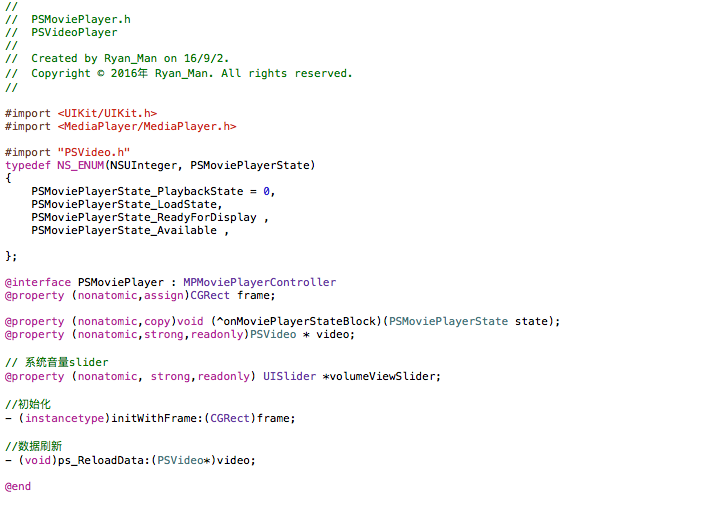 //
//  PSMoviePlayer.h
//  PSVideoPlayer
//
//  Created by Ryan_Man on 16/9/2.
//  Copyright © 2016年 Ryan_Man. All rights reserved.
//
#import <UIKit/UIKit.h>
#import <MediaPlayer/MediaPlayer.h>
#import "PSVideo.h"
typedef NS_ENUM(NSUInteger, PSMoviePlayerState)
{
    PSMoviePlayerState_PlaybackState = 0,
    PSMoviePlayerState_LoadState,
    PSMoviePlayerState_ReadyForDisplay ,
    PSMoviePlayerState_Available ,
};
@interface PSMoviePlayer : MPMoviePlayerController
@property (nonatomic,assign)CGRect frame;
@property (nonatomic,copy)void (^onMoviePlayerStateBlock)(PSMoviePlayerState state);
@property (nonatomic,strong,readonly)PSVideo * video;
// 系统音量slider
@property (nonatomic, strong,readonly) UISlider *volumeViewSlider;
//初始化
- (instancetype)initWithFrame:(CGRect)frame;
//数据刷新
- (void)ps_ReloadData:(PSVideo*)video;
@end